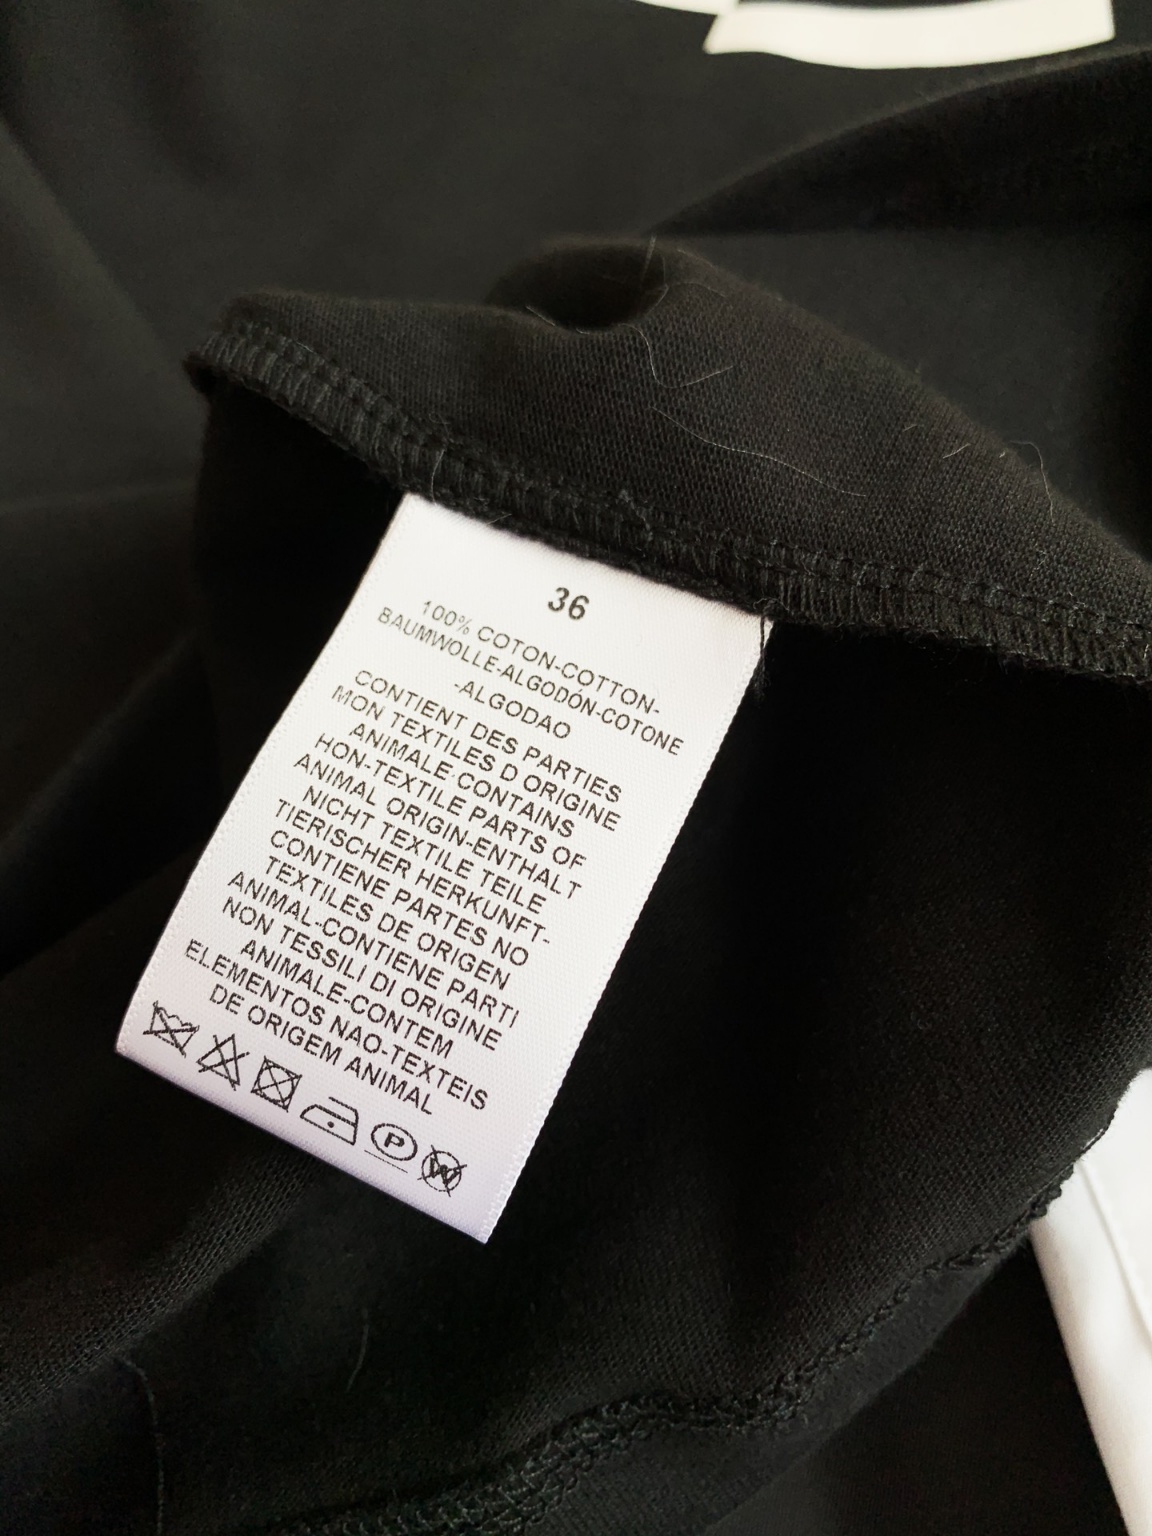 36
100% COTON-COTTON-
BAUMWOLLE-ALGODÓN-COTONE
-ALGODAO
CONTIENT DES PARTIES
MON TEXTILES D ORIGINE
ANIMALE-CONTAINS
HON-TEXTILE PARTS OF
ANIMAL ORIGIN-ENTHALT
NICHT TEXTILE TEILE
TIERISCHER HERKUNFT-
CONTIENE PARTES NO
TEXTILES DE ORIGEN
ANIMAL-CONTIENE PARTI
NON TESSILI DI ORIGINE
ANIMALE-CONTEM
ELEMENTOS NAO-TEXTEIS
DE ORIGEM ANIMAL
P W